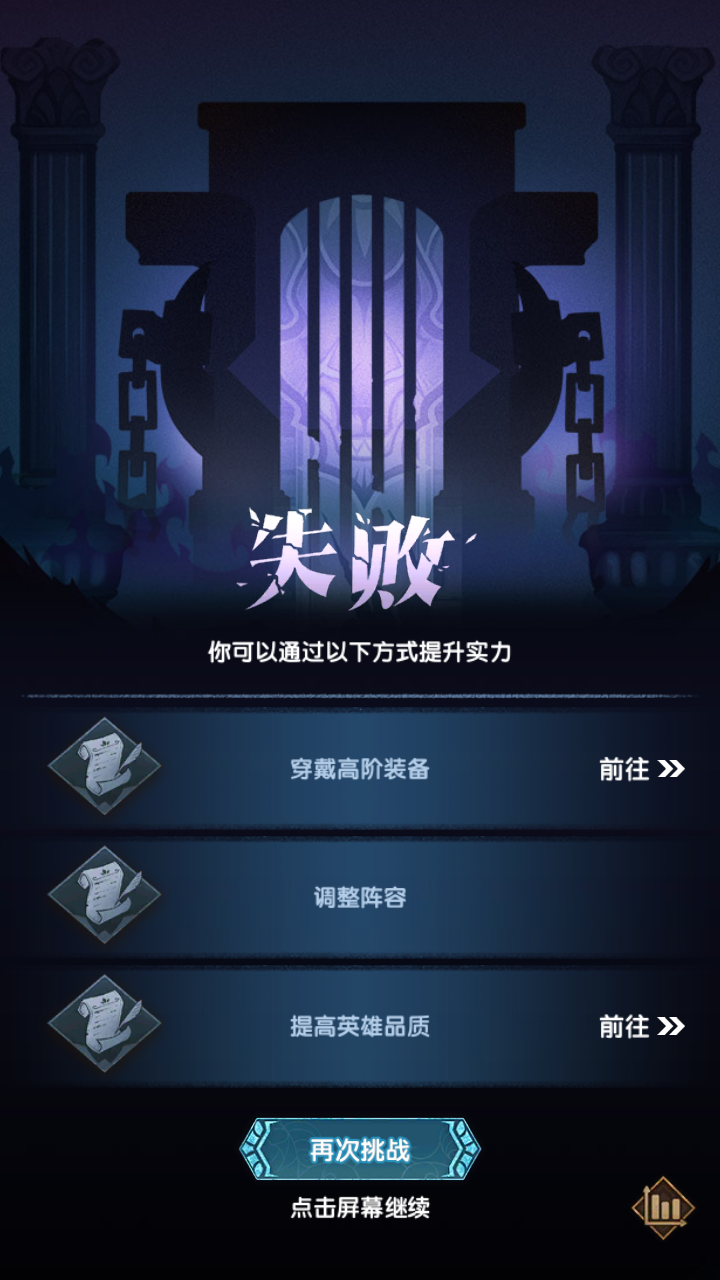 失败
你可以通过以下方式提升实力
穿戴高阶装备
前往
调整阵容
提高英雄品质
前往
再次挑战
点击屏幕继续